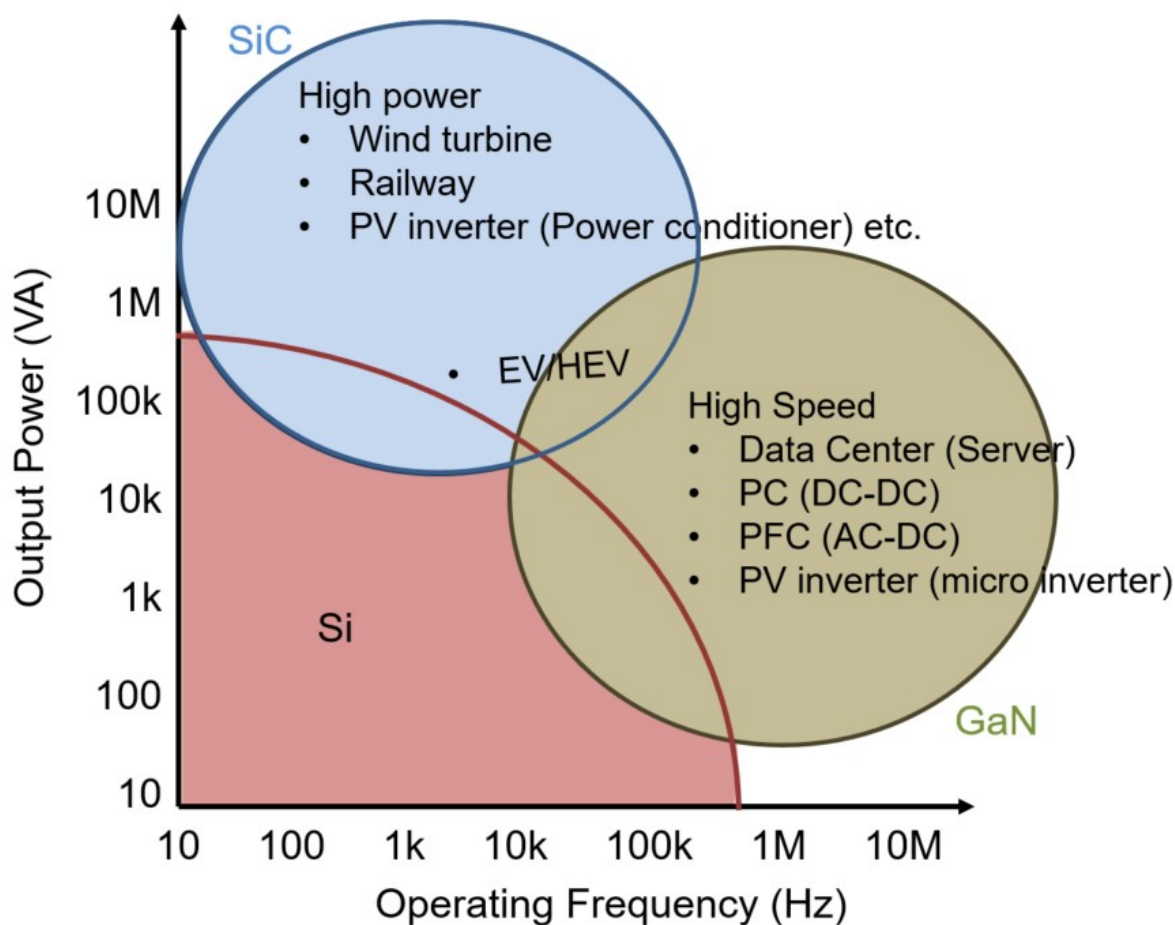 SiC
High power
• Wind turbine
• Railway
• PV inverter (Power conditioner) etc.
• EV/HEV
High Speed
• Data Center (Server)
• PC (DC-DC)
• PFC (AC-DC)
• PV inverter (micro inverter)
Si
GaN
Output Power (VA)
10M
1M
100k
10k
1k
100
10
10 100 1k 10k 100k 1M 10M
Operating Frequency (Hz)